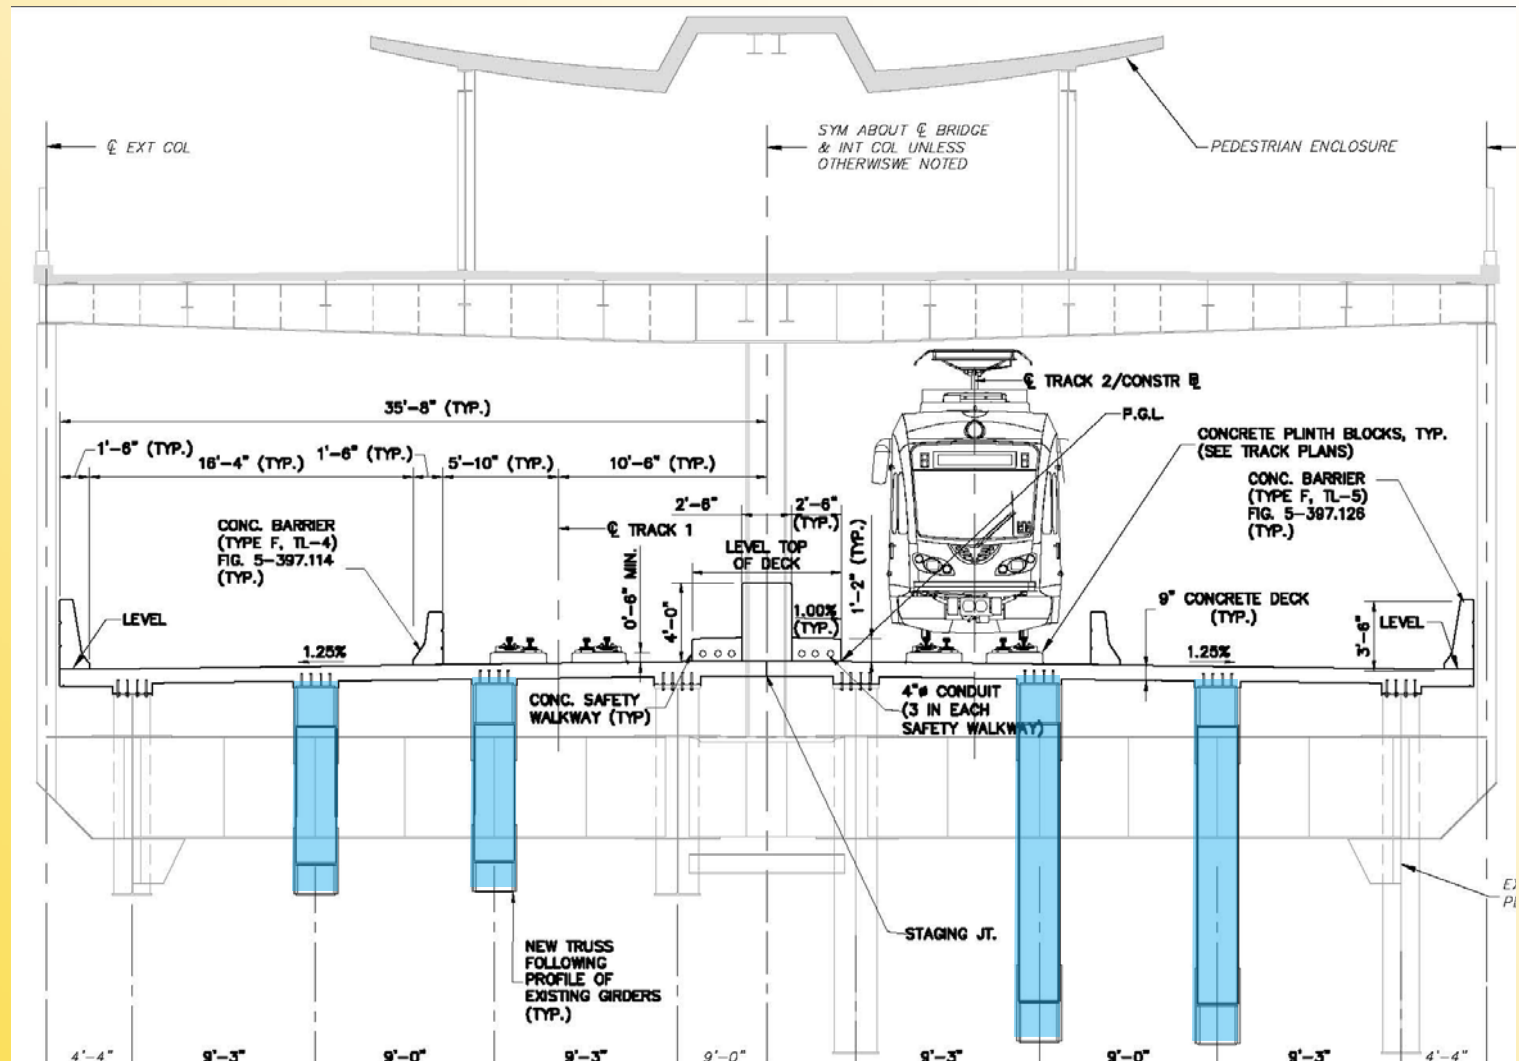 ℄ EXT COL
SYM ABOUT ℄ BRIDGE
& INT COL UNLESS
OTHERWISWE NOTED
PEDESTRIAN ENCLOSURE
℄ TRACK 2/CONSTR
P.G.L.
35'-8" (TYP.)
1'-6" (TYP.)
16'-4" (TYP.)
1'-6" (TYP.)
5'-10" (TYP.)
10'-6" (TYP.)
CONCRETE PLINTH BLOCKS, TYP.
(SEE TRACK PLANS)
CONC. BARRIER
(TYPE F, TL-5)
FIG. 5-397.126
(TYP.)
CONC. BARRIER
(TYPE F, TL-4)
FIG. 5-397.114
(TYP.)
℄ TRACK 1
2'-6"
2'-6"
(TYP.)
LEVEL TOP
OF DECK
0'-6" MIN.
4'-0"
1.00%
(TYP.)
1'-2" (TYP.)
9" CONCRETE DECK
(TYP.)
3'-6"
LEVEL
LEVEL
1.25%
1.25%
CONC. SAFETY
WALKWAY (TYP)
4"ø CONDUIT
(3 IN EACH
SAFETY WALKWAY)
STAGING JT.
NEW TRUSS
FOLLOWING
PROFILE OF
EXISTING GIRDERS
(TYP.)
4'-4"
9'-3"
9'-0"
9'-3"
9'-0"
9'-3"
9'-0"
9'-3"
4'-4"